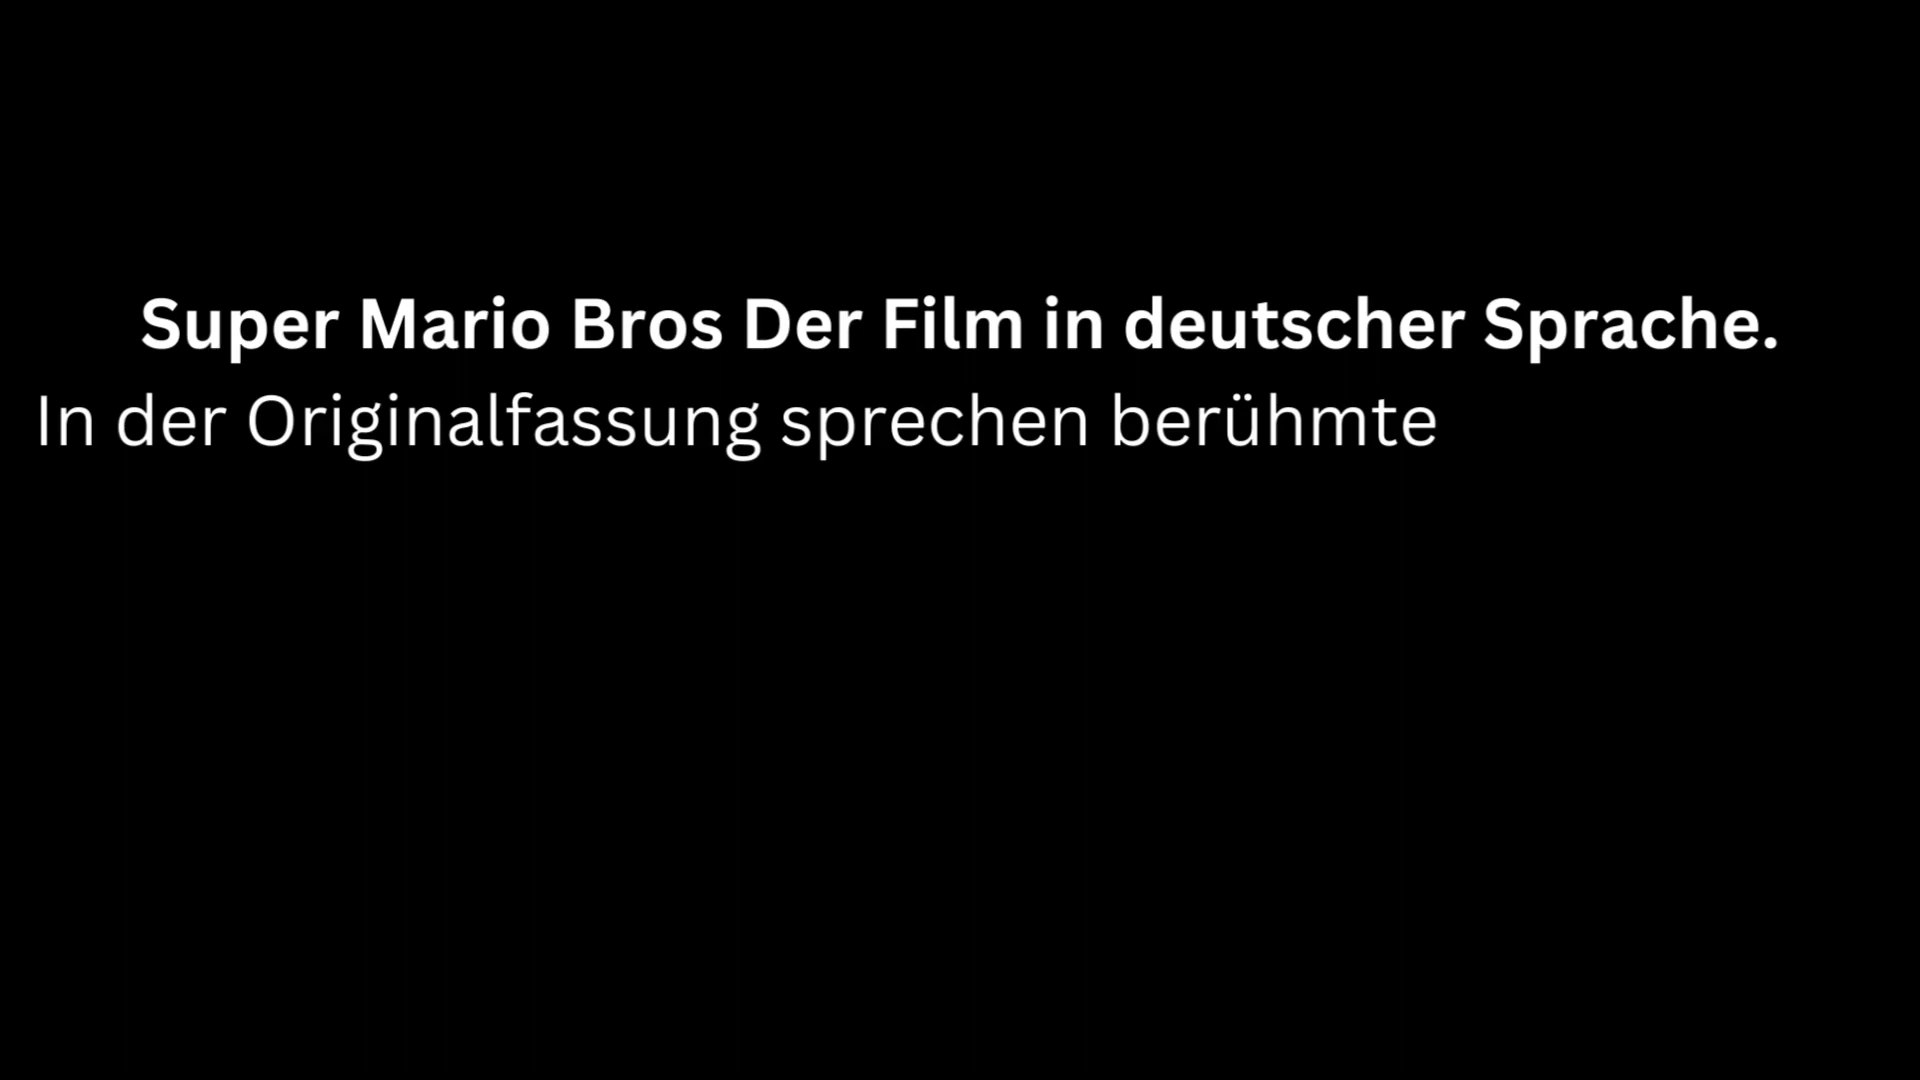 Super Mario Bros Der Film in deutscher Sprache.
In der Originalfassung sprechen berühmte